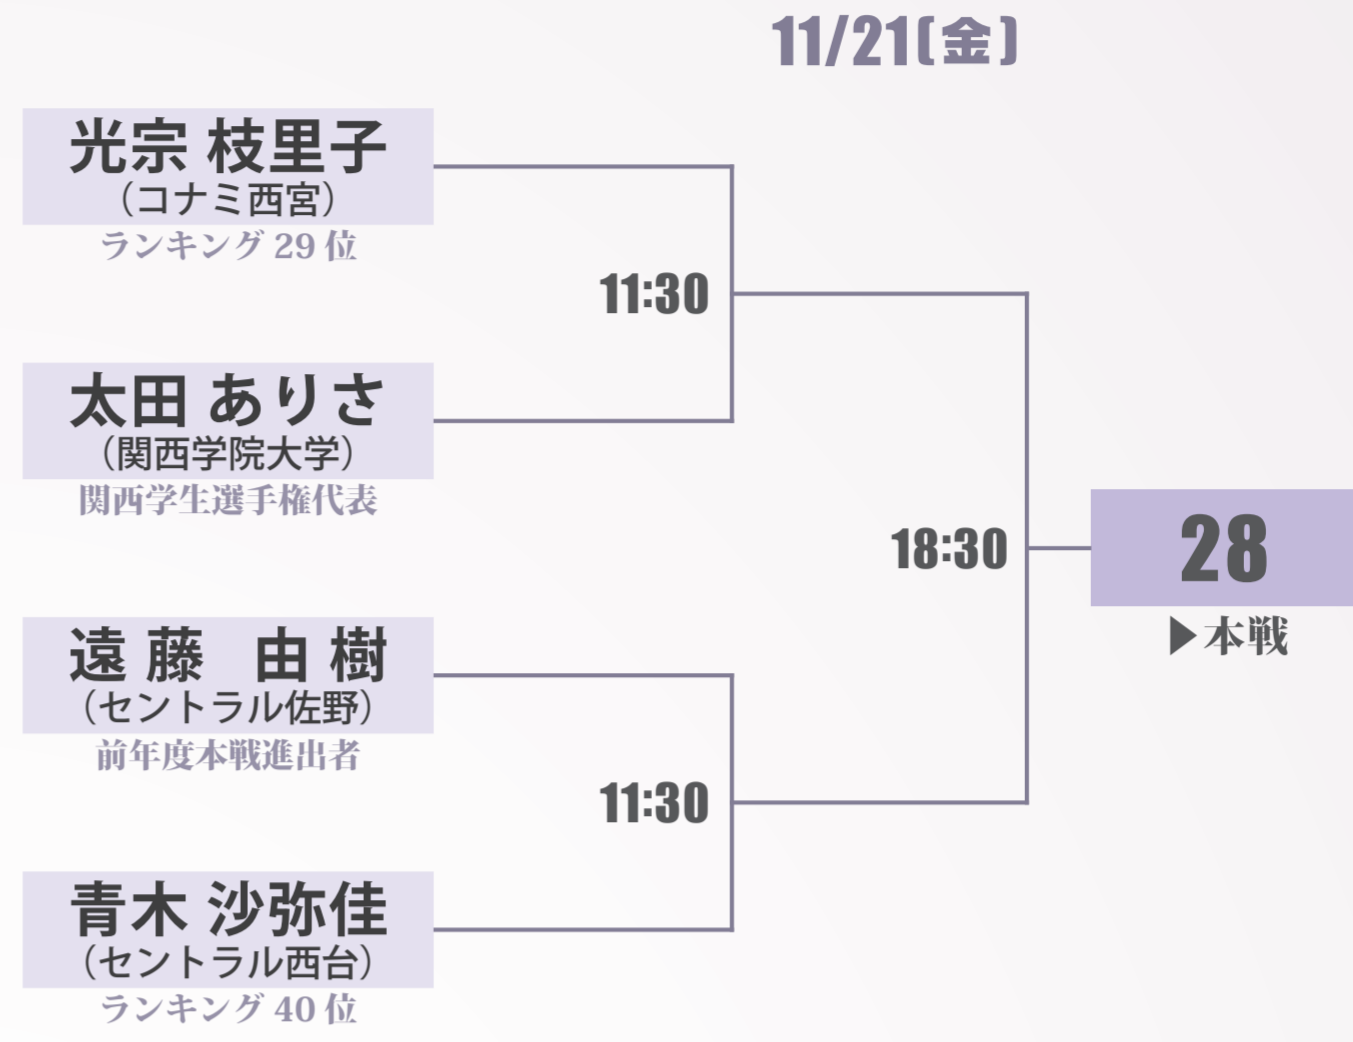 11/21(金)
光宗 枝里子
（コナミ西宮）
ランキング 29 位
11:30
太田 ありさ
（関西学院大学）
関西学生選手権代表
18:30
28
▶本戦
遠藤 由樹
（セントラル佐野）
前年度本戦進出者
11:30
青木 沙弥佳
（セントラル西台）
ランキング 40 位